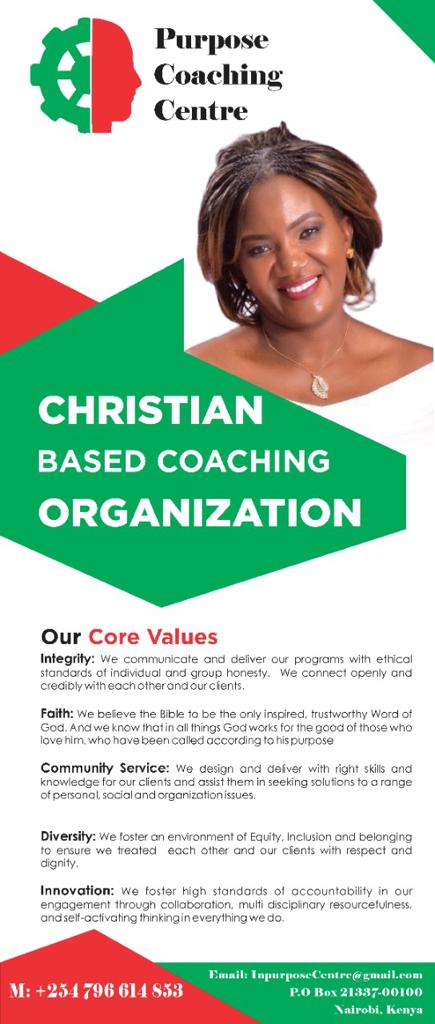 Purpose
Coaching
Centre
CHRISTIAN
BASED COACHING
ORGANIZATION
Our Core Values
Integrity: We communicate and deliver our programs with ethical
standards of individual and group honesty. We connect openly and
credibly with each other and our clients.
Faith: We believe the Bible to be the only inspired, trustworthy Word of
God. And we know that in all things God works for the good of those who
love him, who have been called according to his purpose
Community Service: We design and deliver with right skills and
knowledge for our clients and assist them in seeking solutions to a range
of personal, social and organization issues.
Diversity: We foster an environment of Equity, Inclusion and belonging
to ensure we treated each other and our clients with respect and
dignity.
Innovation: We foster high standards of accountability in our
engagement through collaboration, multi disciplinary resourcefulness,
and self-activating thinking in everything we do.
M: +254 796 614 853
Email: InpurposeCentre@gmail.com
P.O Box 21337-00100
Nairobi, Kenya